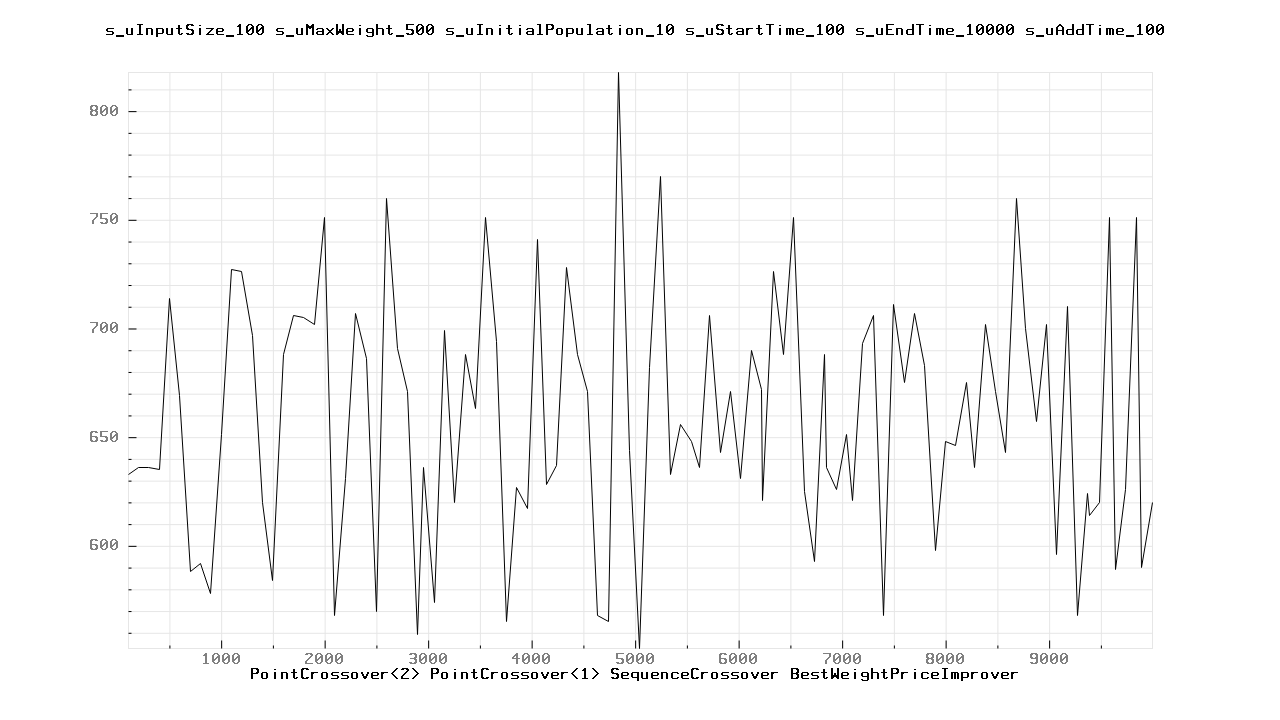 s_uInputSize_100 s_uMaxWeight_500 s_uInitialPopulation_10 s_uStartTime_100 s_uEndTime_10000 s_uAddTime_100
800
750
700
650
600
1000 2000 3000 4000 5000 6000 7000 8000 9000
PointCrossover<2> PointCrossover<1> SequenceCrossover BestWeightPriceImprover